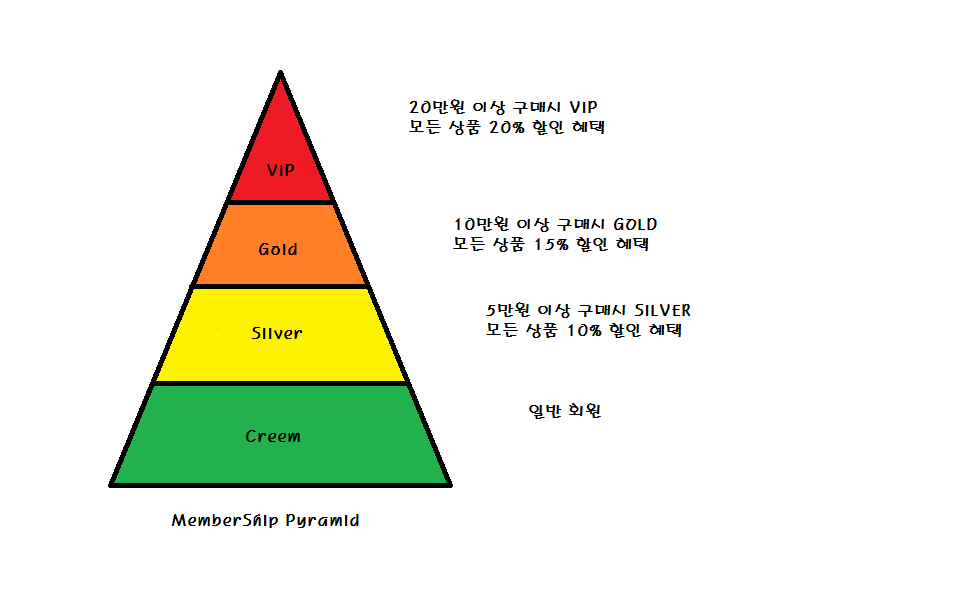 20만원 이상 구매시 VIP
모든 상품 20% 할인 혜택
VIP
10만원 이상 구매시 GOLD
모든 상품 15% 할인 혜택
Gold
5만원 이상 구매시 SILVER
모든 상품 10% 할인 혜택
Silver
일반 회원
Creem
MemberShip Pyramid